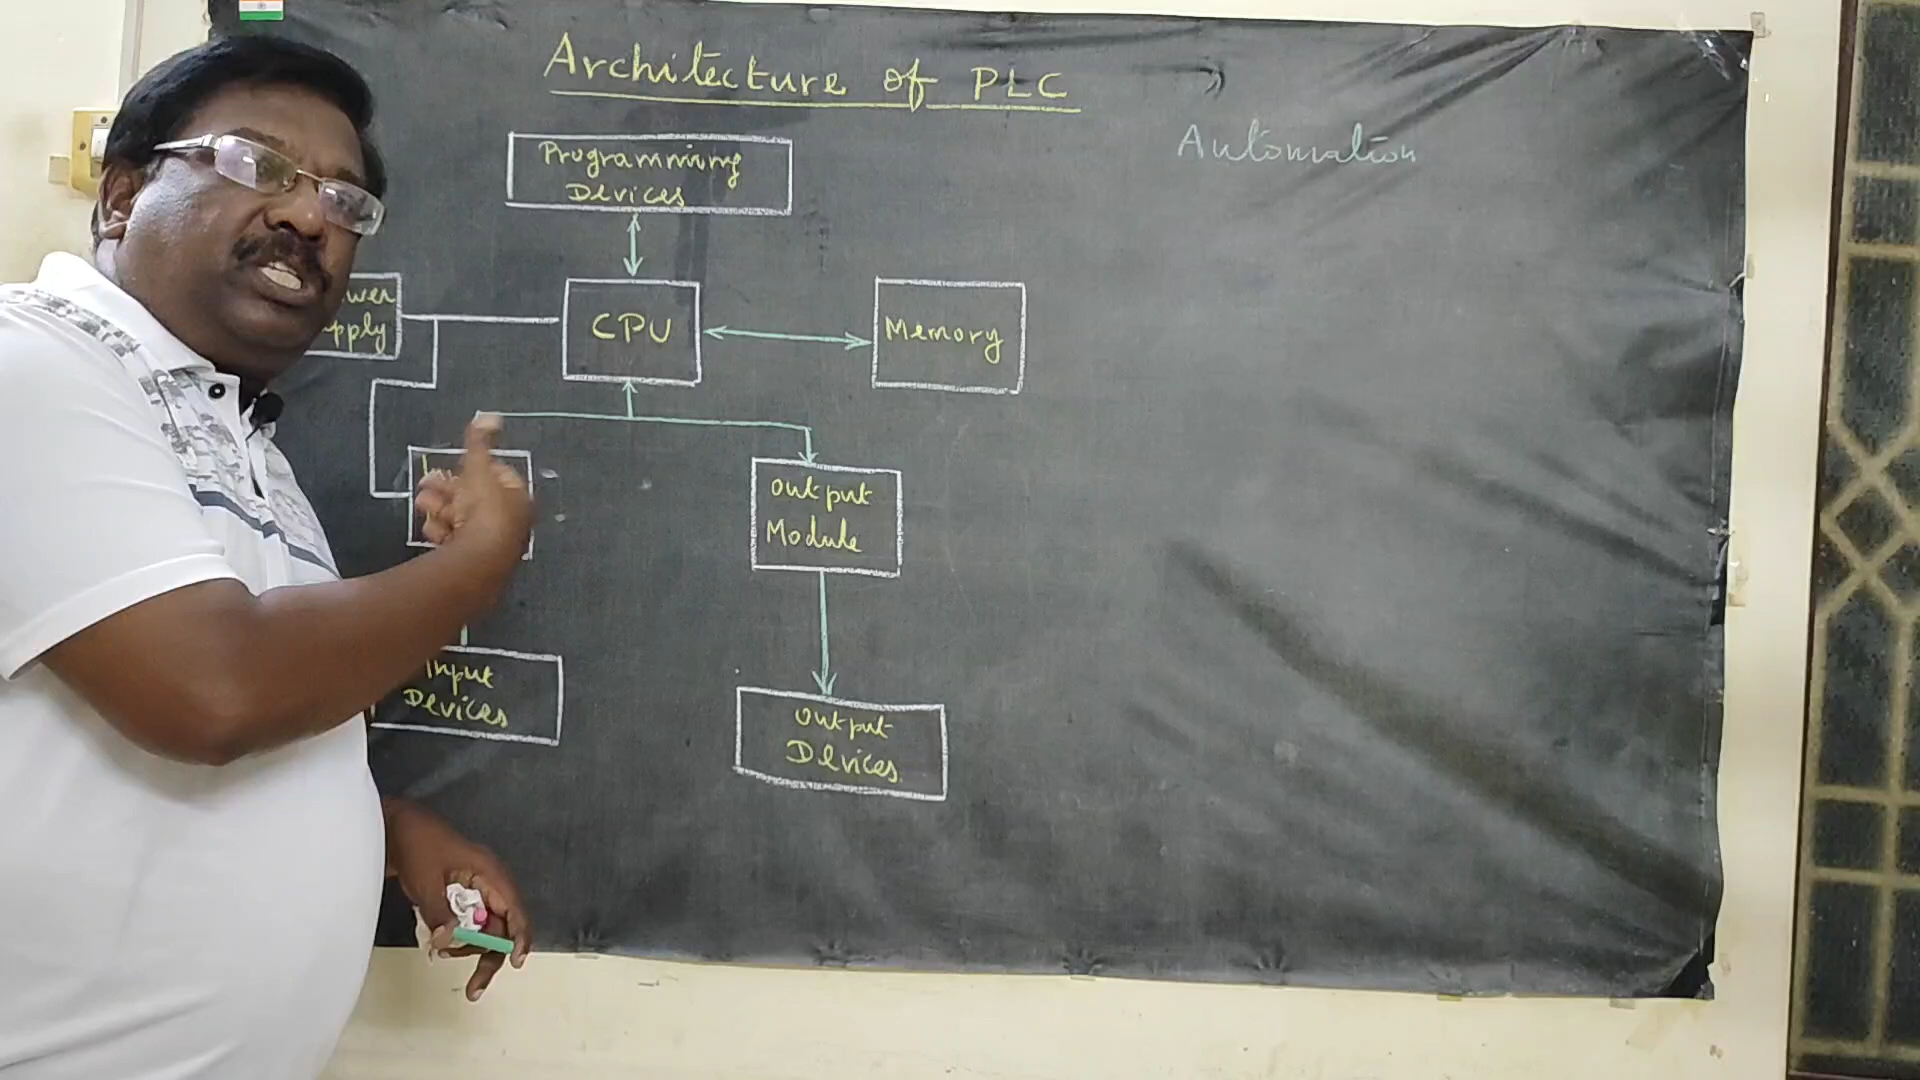 Architecture of PLC
Automation
Programming
Devices
CPU
Memory
output
Module
Input
Devices
output
Devices